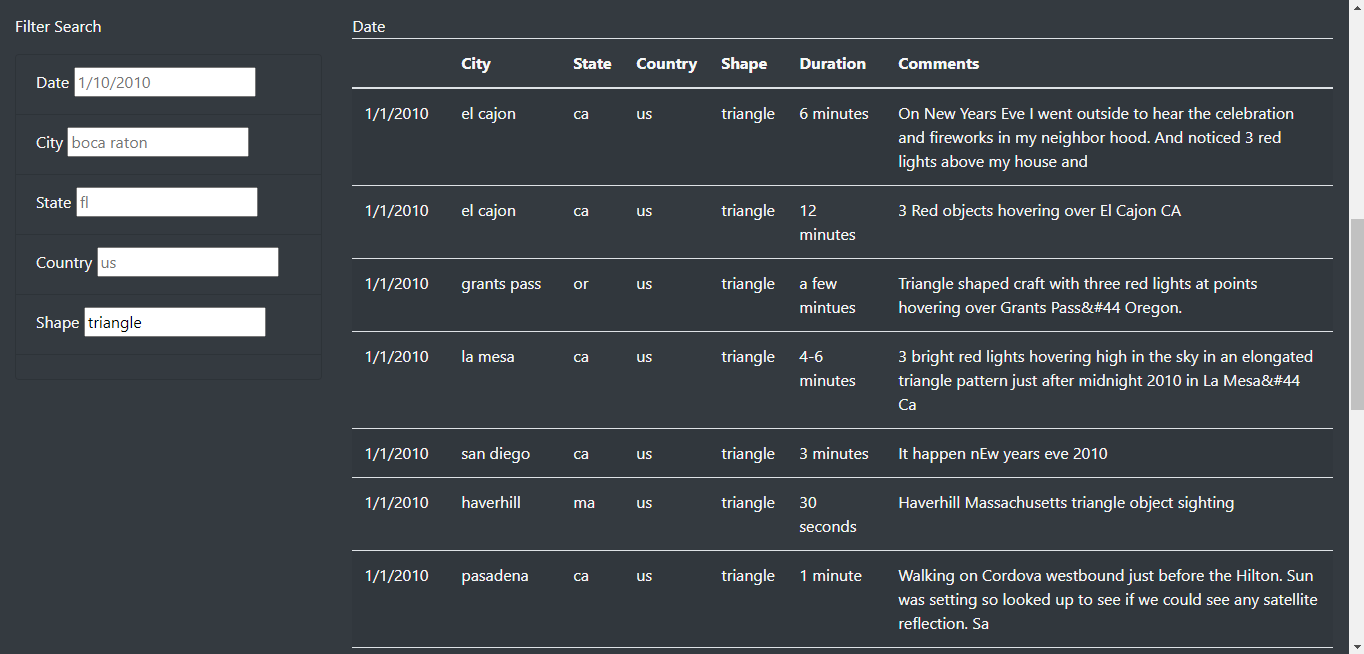 Filter Search
Date 1/10/2010
City boca raton
State fl
Country us
Shape triangle
Date
City State Country Shape Duration Comments
1/1/2010 el cajon ca us triangle 6 minutes On New Years Eve I went outside to hear the celebration
and fireworks in my neighbor hood. And noticed 3 red
lights above my house and
1/1/2010 el cajon ca us triangle 12 3 Red objects hovering over El Cajon CA
minutes
1/1/2010 grants pass or us triangle a few Triangle shaped craft with three red lights at points
mintues hovering over Grants Pass&#44 Oregon.
1/1/2010 la mesa ca us triangle 4-6 3 bright red lights hovering high in the sky in an elongated
minutes triangle pattern just after midnight 2010 in La Mesa&#44
Ca
1/1/2010 san diego ca us triangle 3 minutes It happen nEw years eve 2010
1/1/2010 haverhill ma us triangle 30 Haverhill Massachusetts triangle object sighting
seconds
1/1/2010 pasadena ca us triangle 1 minute Walking on Cordova westbound just before the Hilton. Sun
was setting so looked up to see if we could see any satellite
reflection. Sa